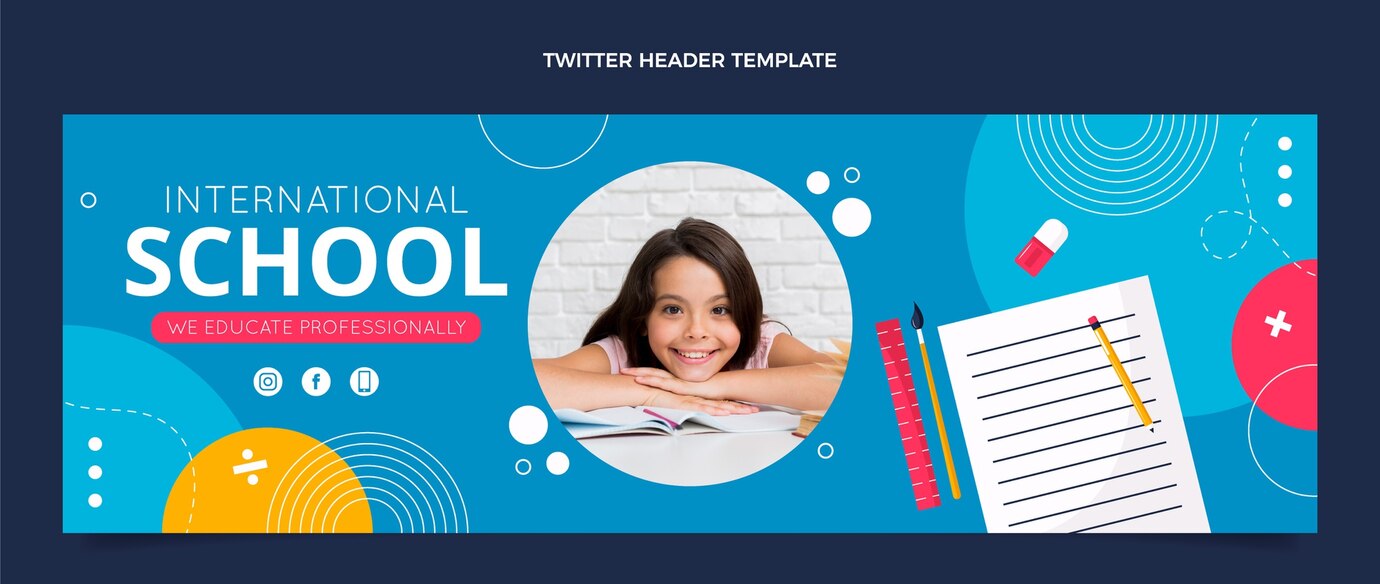 TWITTER HEADER TEMPLATE
INTERNATIONAL
SCHOOL
WE EDUCATE PROFESSIONALLY